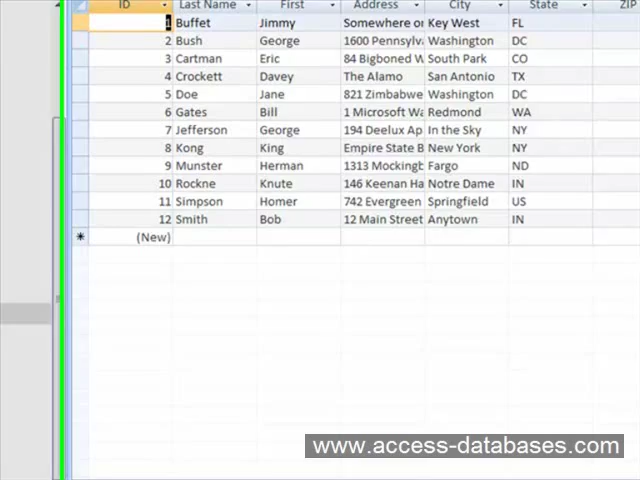 ID Last Name First Address City State ZIP
1 Buffet Jimmy Somewhere Key West FL
2 Bush George 1600 Pennsylva Washington DC
3 Cartman Eric 84 Bigboned W South Park CO
4 Crockett Davey The Alamo San Antonio TX
5 Doe Jane 821 Zimbabwe Washington DC
6 Gates Bill 1 Microsoft Wa Redmond WA
7 Jefferson George 194 Deelux Ap In the Sky NY
8 Kong King Empire State B New York NY
9 Munster Herman 1313 Mockingb Fargo ND
10 Rockne Knute 146 Keenan Ha Notre Dame IN
11 Simpson Homer 742 Evergreen Springfield US
12 Smith Bob 12 Main Street Anytown IN
(New)
www.access-databases.com/